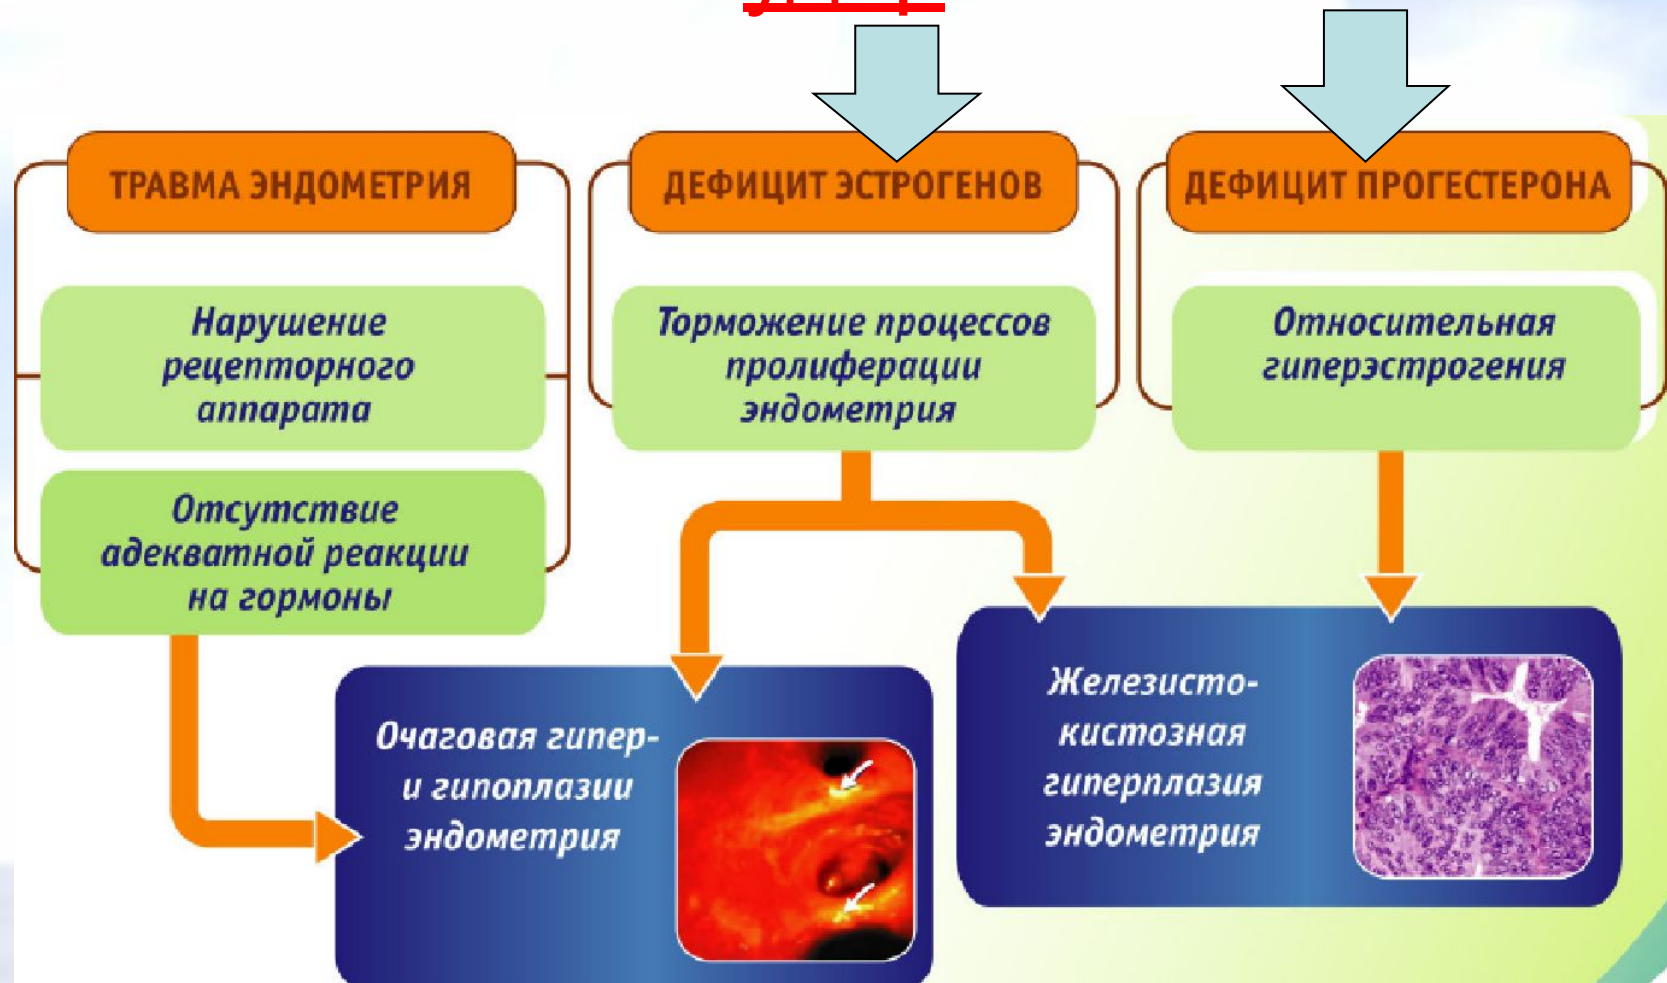 ТРАВМА ЭНДОМЕТРИЯ
Нарушение
рецепторного
аппарата
Отсутствие
адекватной реакции
на гормоны
ДЕФИЦИТ ЭСТРОГЕНОВ
Торможение процессов
пролиферации
эндометрия
ДЕФИЦИТ ПРОГЕСТЕРОНА
Относительная
гиперэстрогения
Очаговая гипер-
и гипоплазии
эндометрия
Железисто-
кистозная
гиперплазия
эндометрия